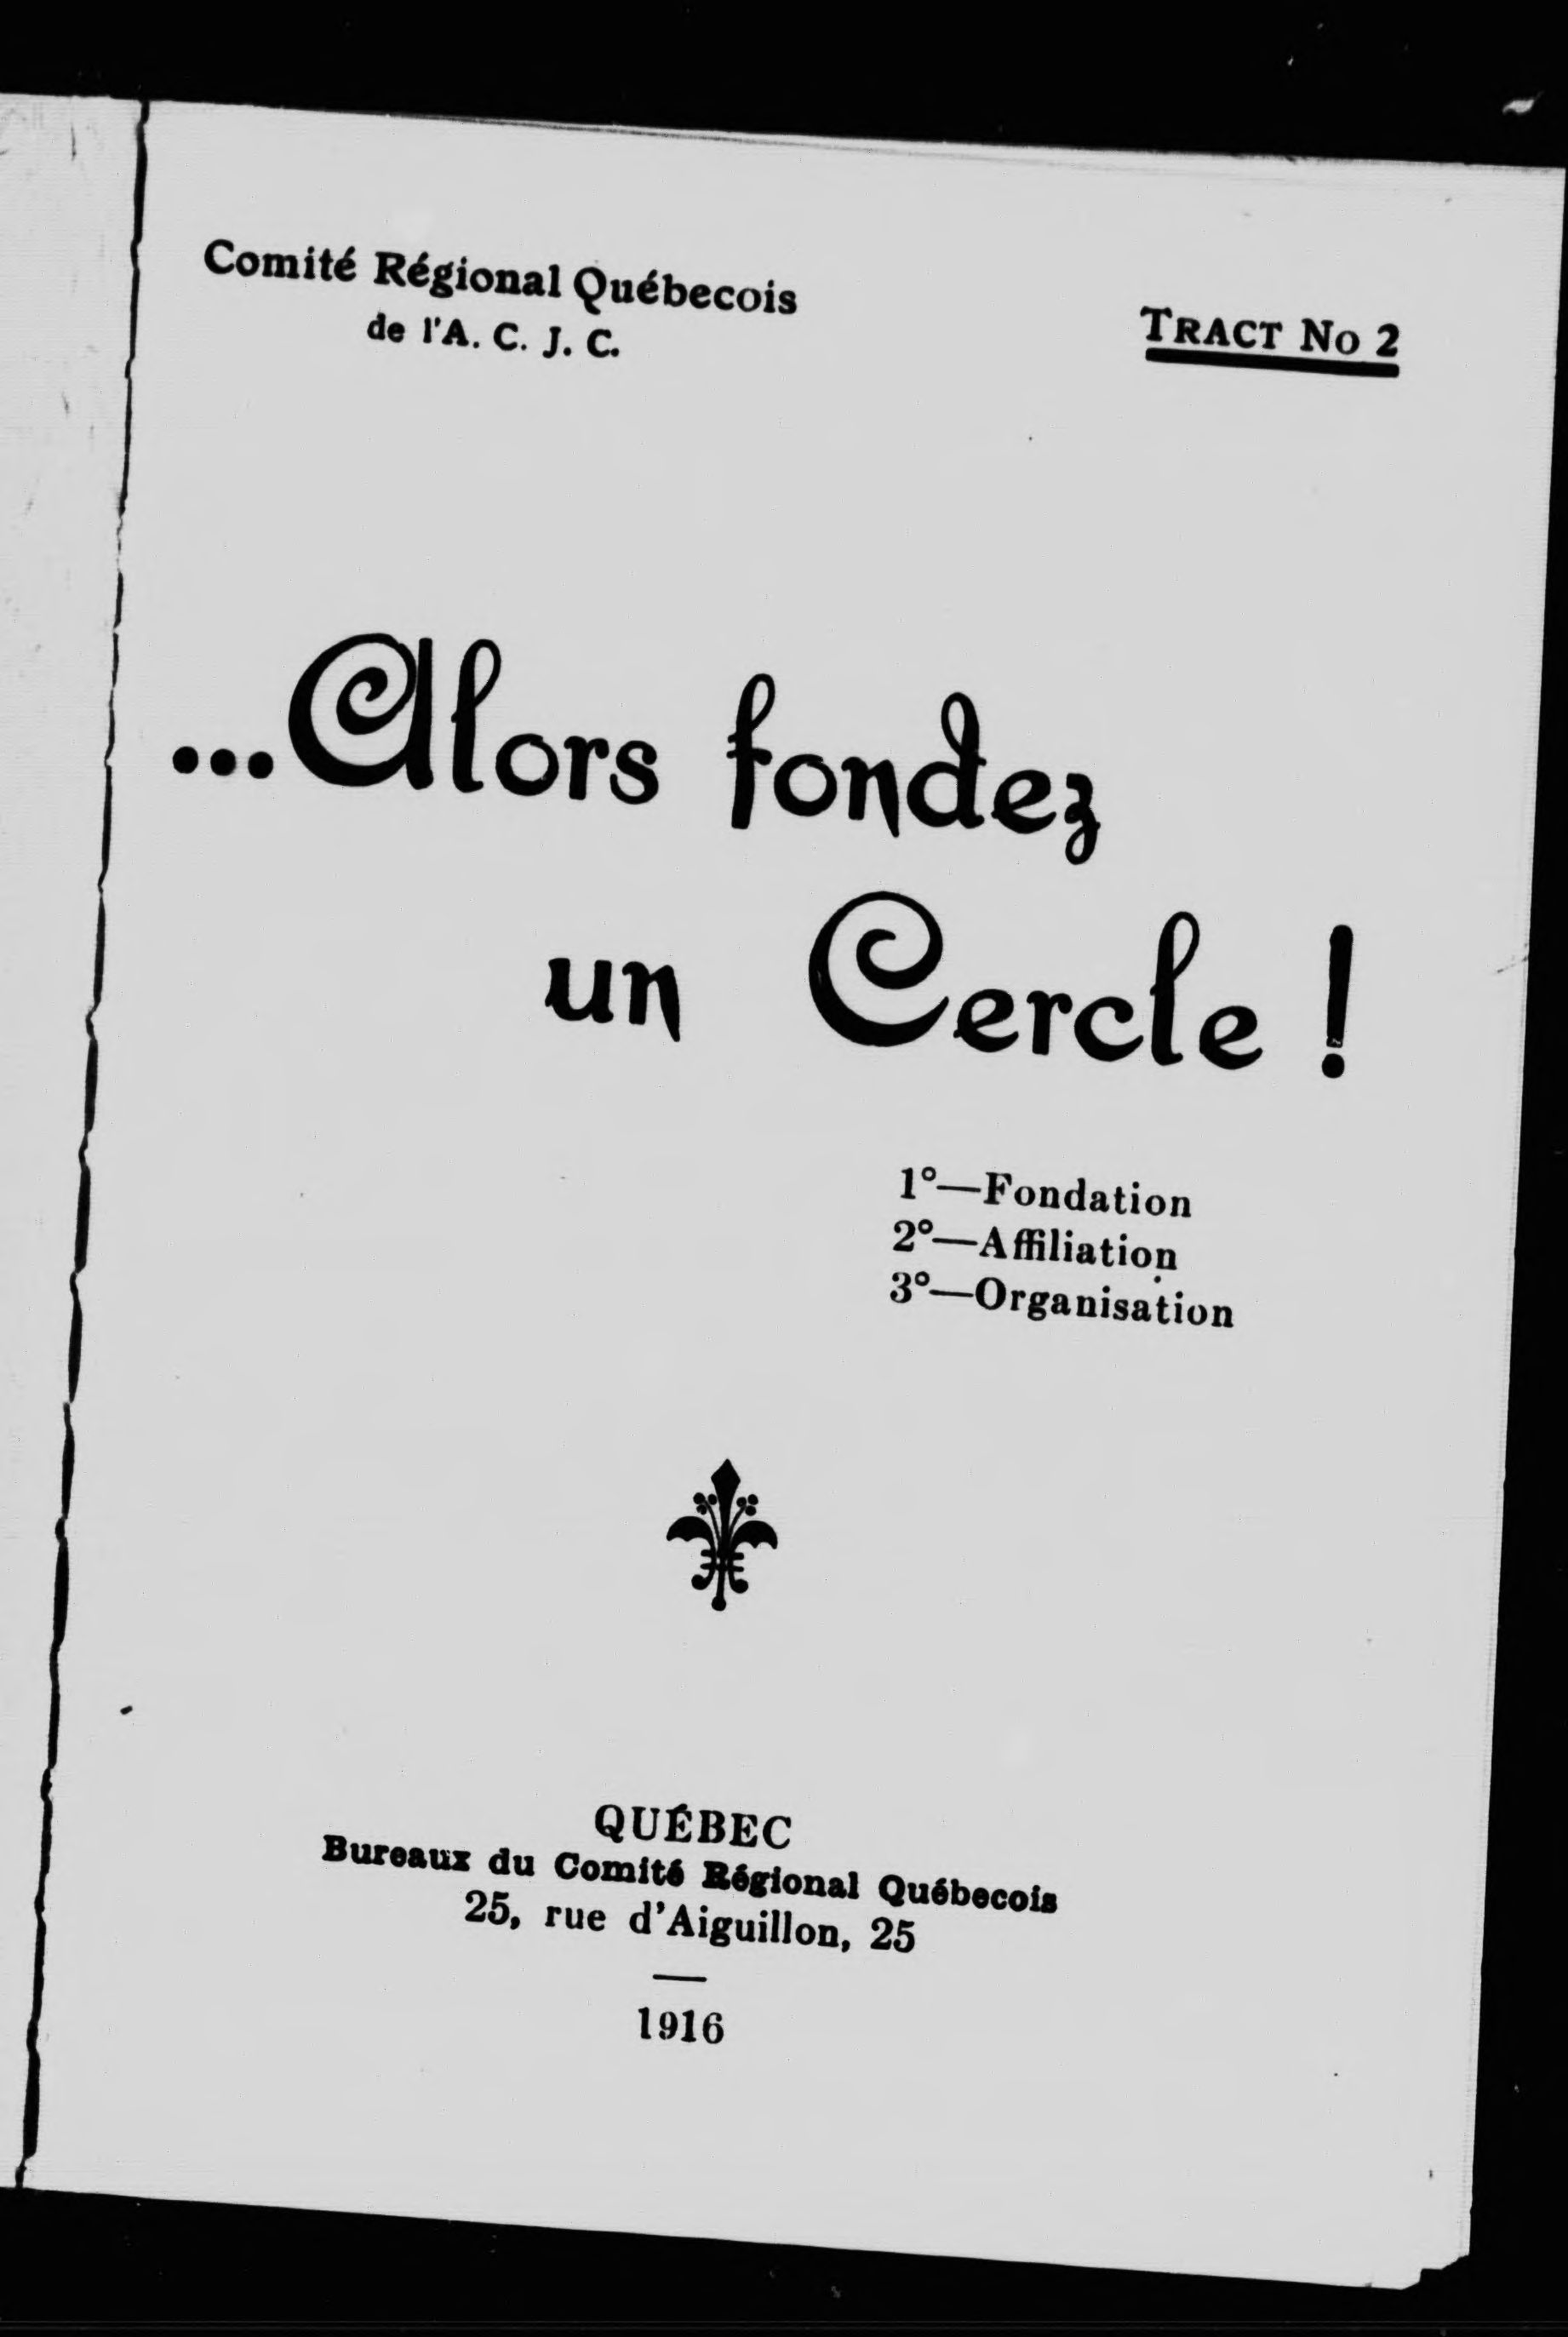 Comité Régional Québecois
de l'A. C. J. C.
TRACT No 2
...Alors fondez
un Cercle !
1°—Fondation
2°—Affiliation
3°—Organisation
QUÉBEC
Bureaux du Comité Régional Québecois
25, rue d'Aiguillon, 25
1916